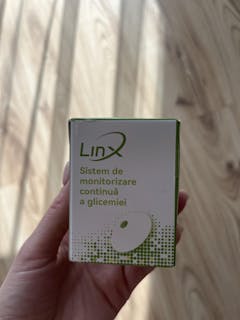 LinX
Sistem de
monitorizare
continuă
a glicemiei